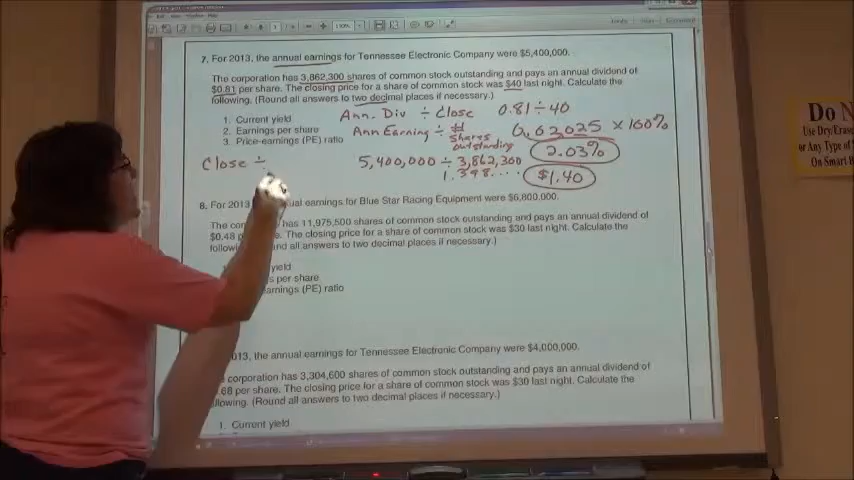 7. For 2013, the annual earnings for Tennessee Electronic Company were $5,400,000.
The corporation has 3,862,300 shares of common stock outstanding and pays an annual dividend of
$0.81 per share. The closing price for a share of common stock was $40 last night. Calculate the
following. (Round all answers to two decimal places if necessary.)
1. Current yield
2. Earnings per share
3. Price-earnings (PE) ratio
Ann. Div ÷ Close 0.81 ÷ 40
Ann Earning ÷ # Shares outstanding 0.02025 × 100%
2.03%
Close ÷
5,400,000 ÷ 3,862,300
1.398.... $1.40
8. For 2013 ual earnings for Blue Star Racing Equipment were $6,800,000.
The co has 11,975,500 shares of common stock outstanding and pays an annual dividend of
$0.48 p e. The closing price for a share of common stock was $30 last night. Calculate the
followi nd all answers to two decimal places if necessary.)
yield
s per share
arnings (PE) ratio
013, the annual earnings for Tennessee Electronic Company were $4,000,000.
corporation has 3,304,600 shares of common stock outstanding and pays an annual dividend of
.68 per share. The closing price for a share of common stock was $30 last night. Calculate the
owing. (Round all answers to two decimal places if necessary.)
1. Current yield
Do N
Use Dry/Eras
or Any Type of
On Smart B